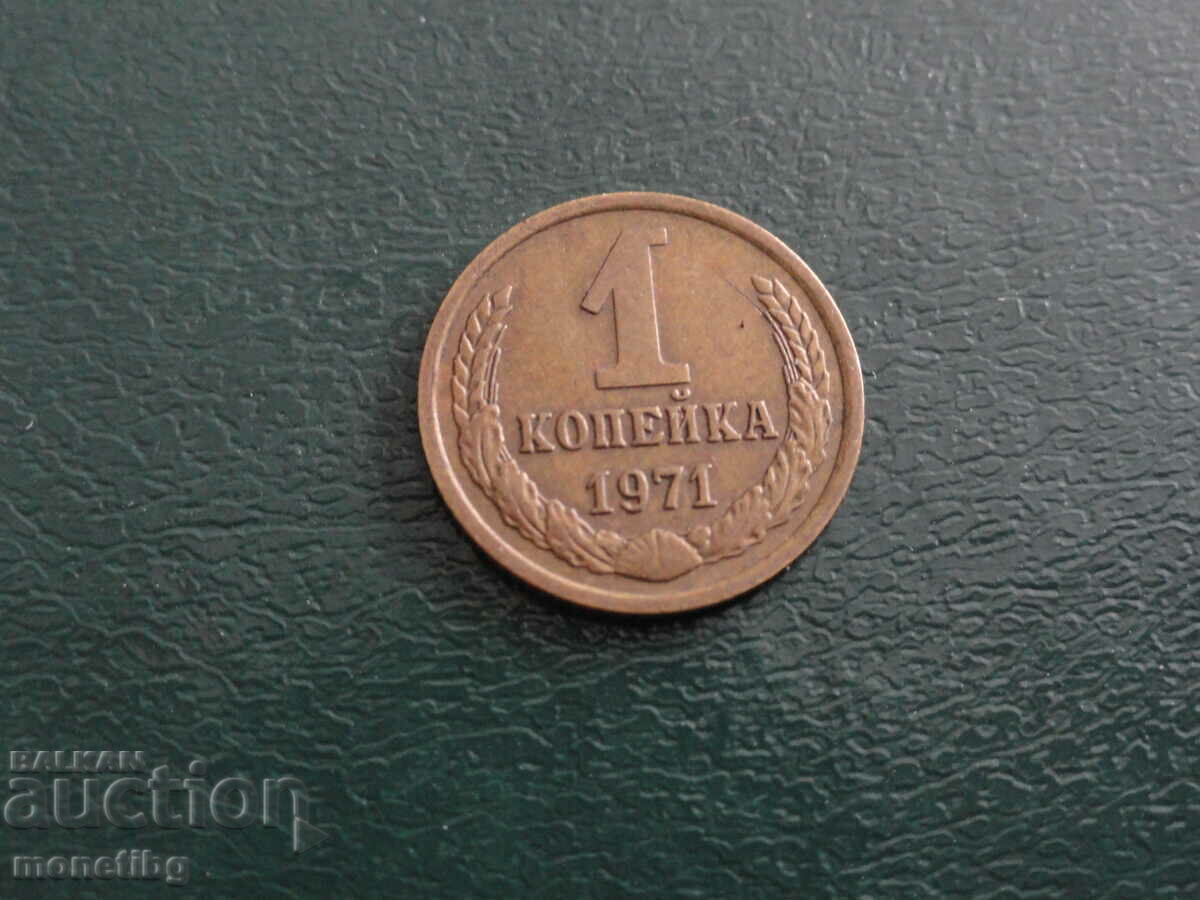 1
КОПЕЙКА
1971
BALKAN
auction
monetibg